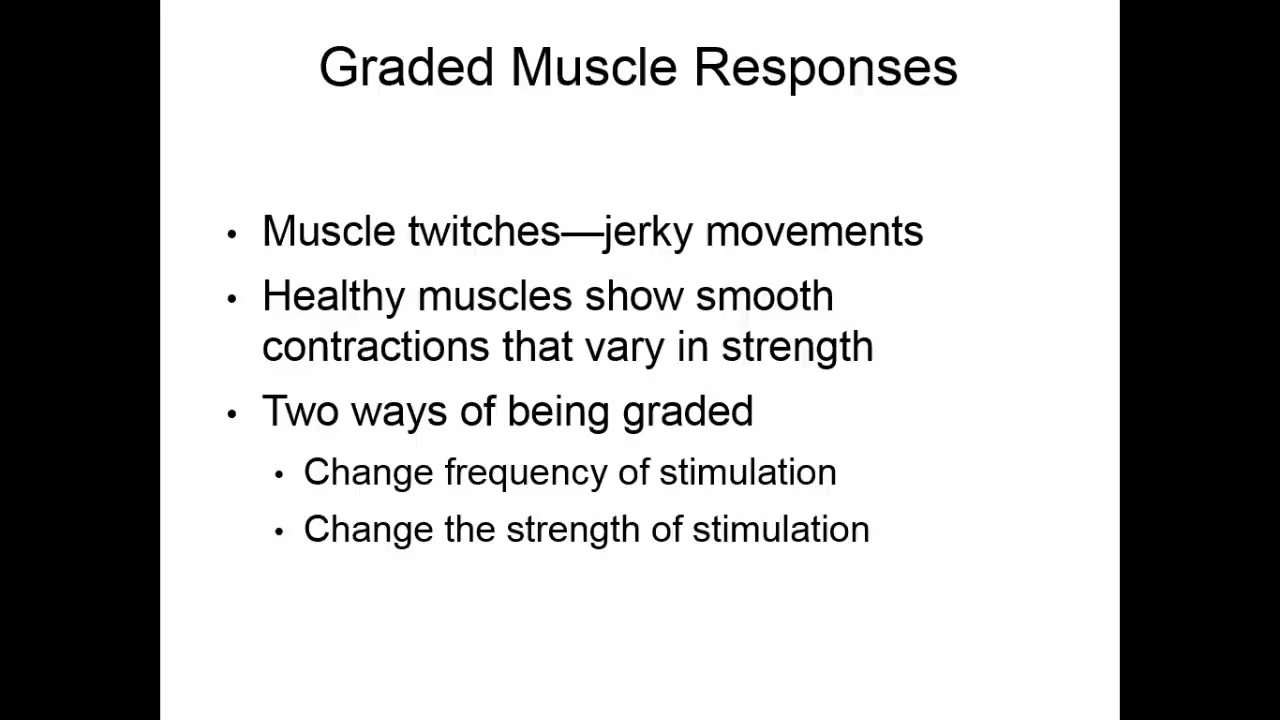 Graded Muscle Responses
• Muscle twitches—jerky movements
• Healthy muscles show smooth
contractions that vary in strength
• Two ways of being graded
• Change frequency of stimulation
• Change the strength of stimulation